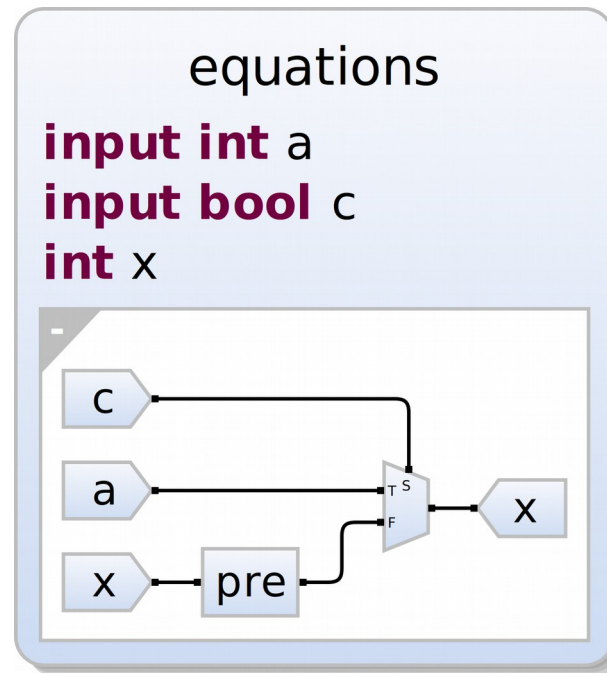 equations
input int a
input bool c
int x
-
c
S
a
T
F
x
x
pre